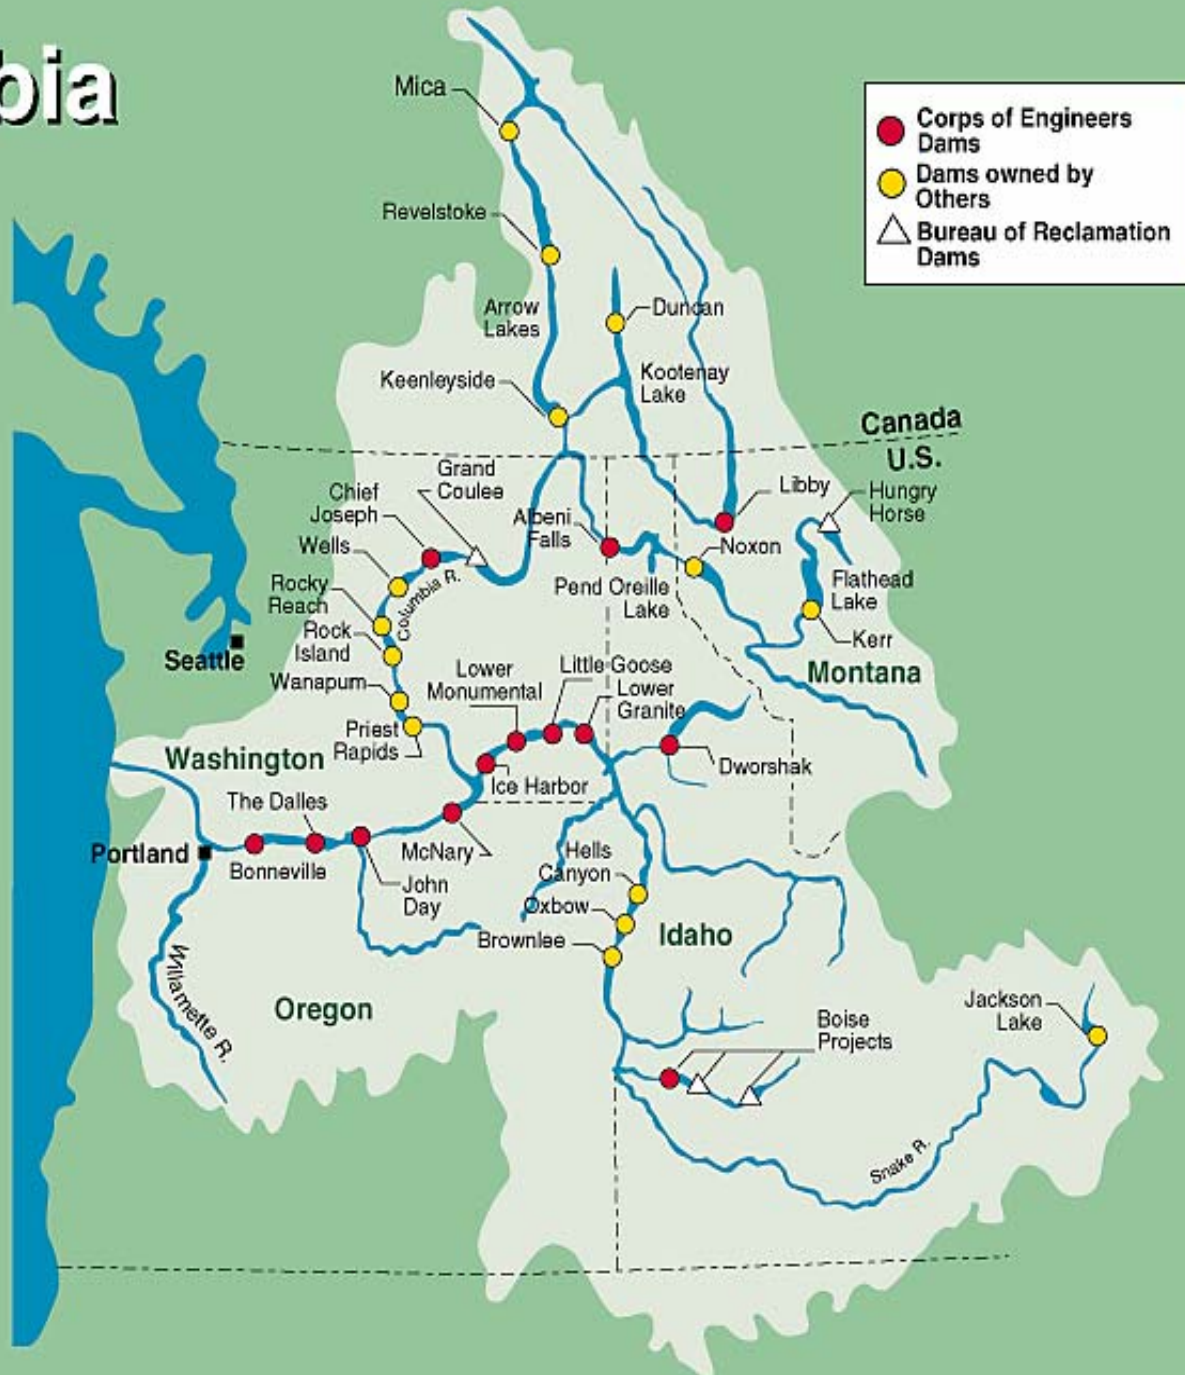 bia
Corps of Engineers
Dams
Dams owned by
Others
Bureau of Reclamation
Dams
Mica
Revelstoke
Arrow
Lakes
Duncan
Keenleyside
Kootenay
Lake
Canada
U.S.
Grand
Coulee
Chief
Joseph
Libby
Hungry
Horse
Albeni
Falls
Wells
Noxon
Columbia R.
Rocky
Reach
Pend Oreille
Lake
Flathead
Lake
Rock
Island
Kerr
Seattle
Wanapum
Lower
Monumental
Little Goose
Lower
Granite
Montana
Priest
Rapids
Washington
Dworshak
Ice Harbor
The Dalles
Portland
Bonneville
McNary
John
Day
Hells
Canyon
Oxbow
Brownlee
Idaho
Willamette R.
Oregon
Jackson
Lake
Boise
Projects
Snake R.